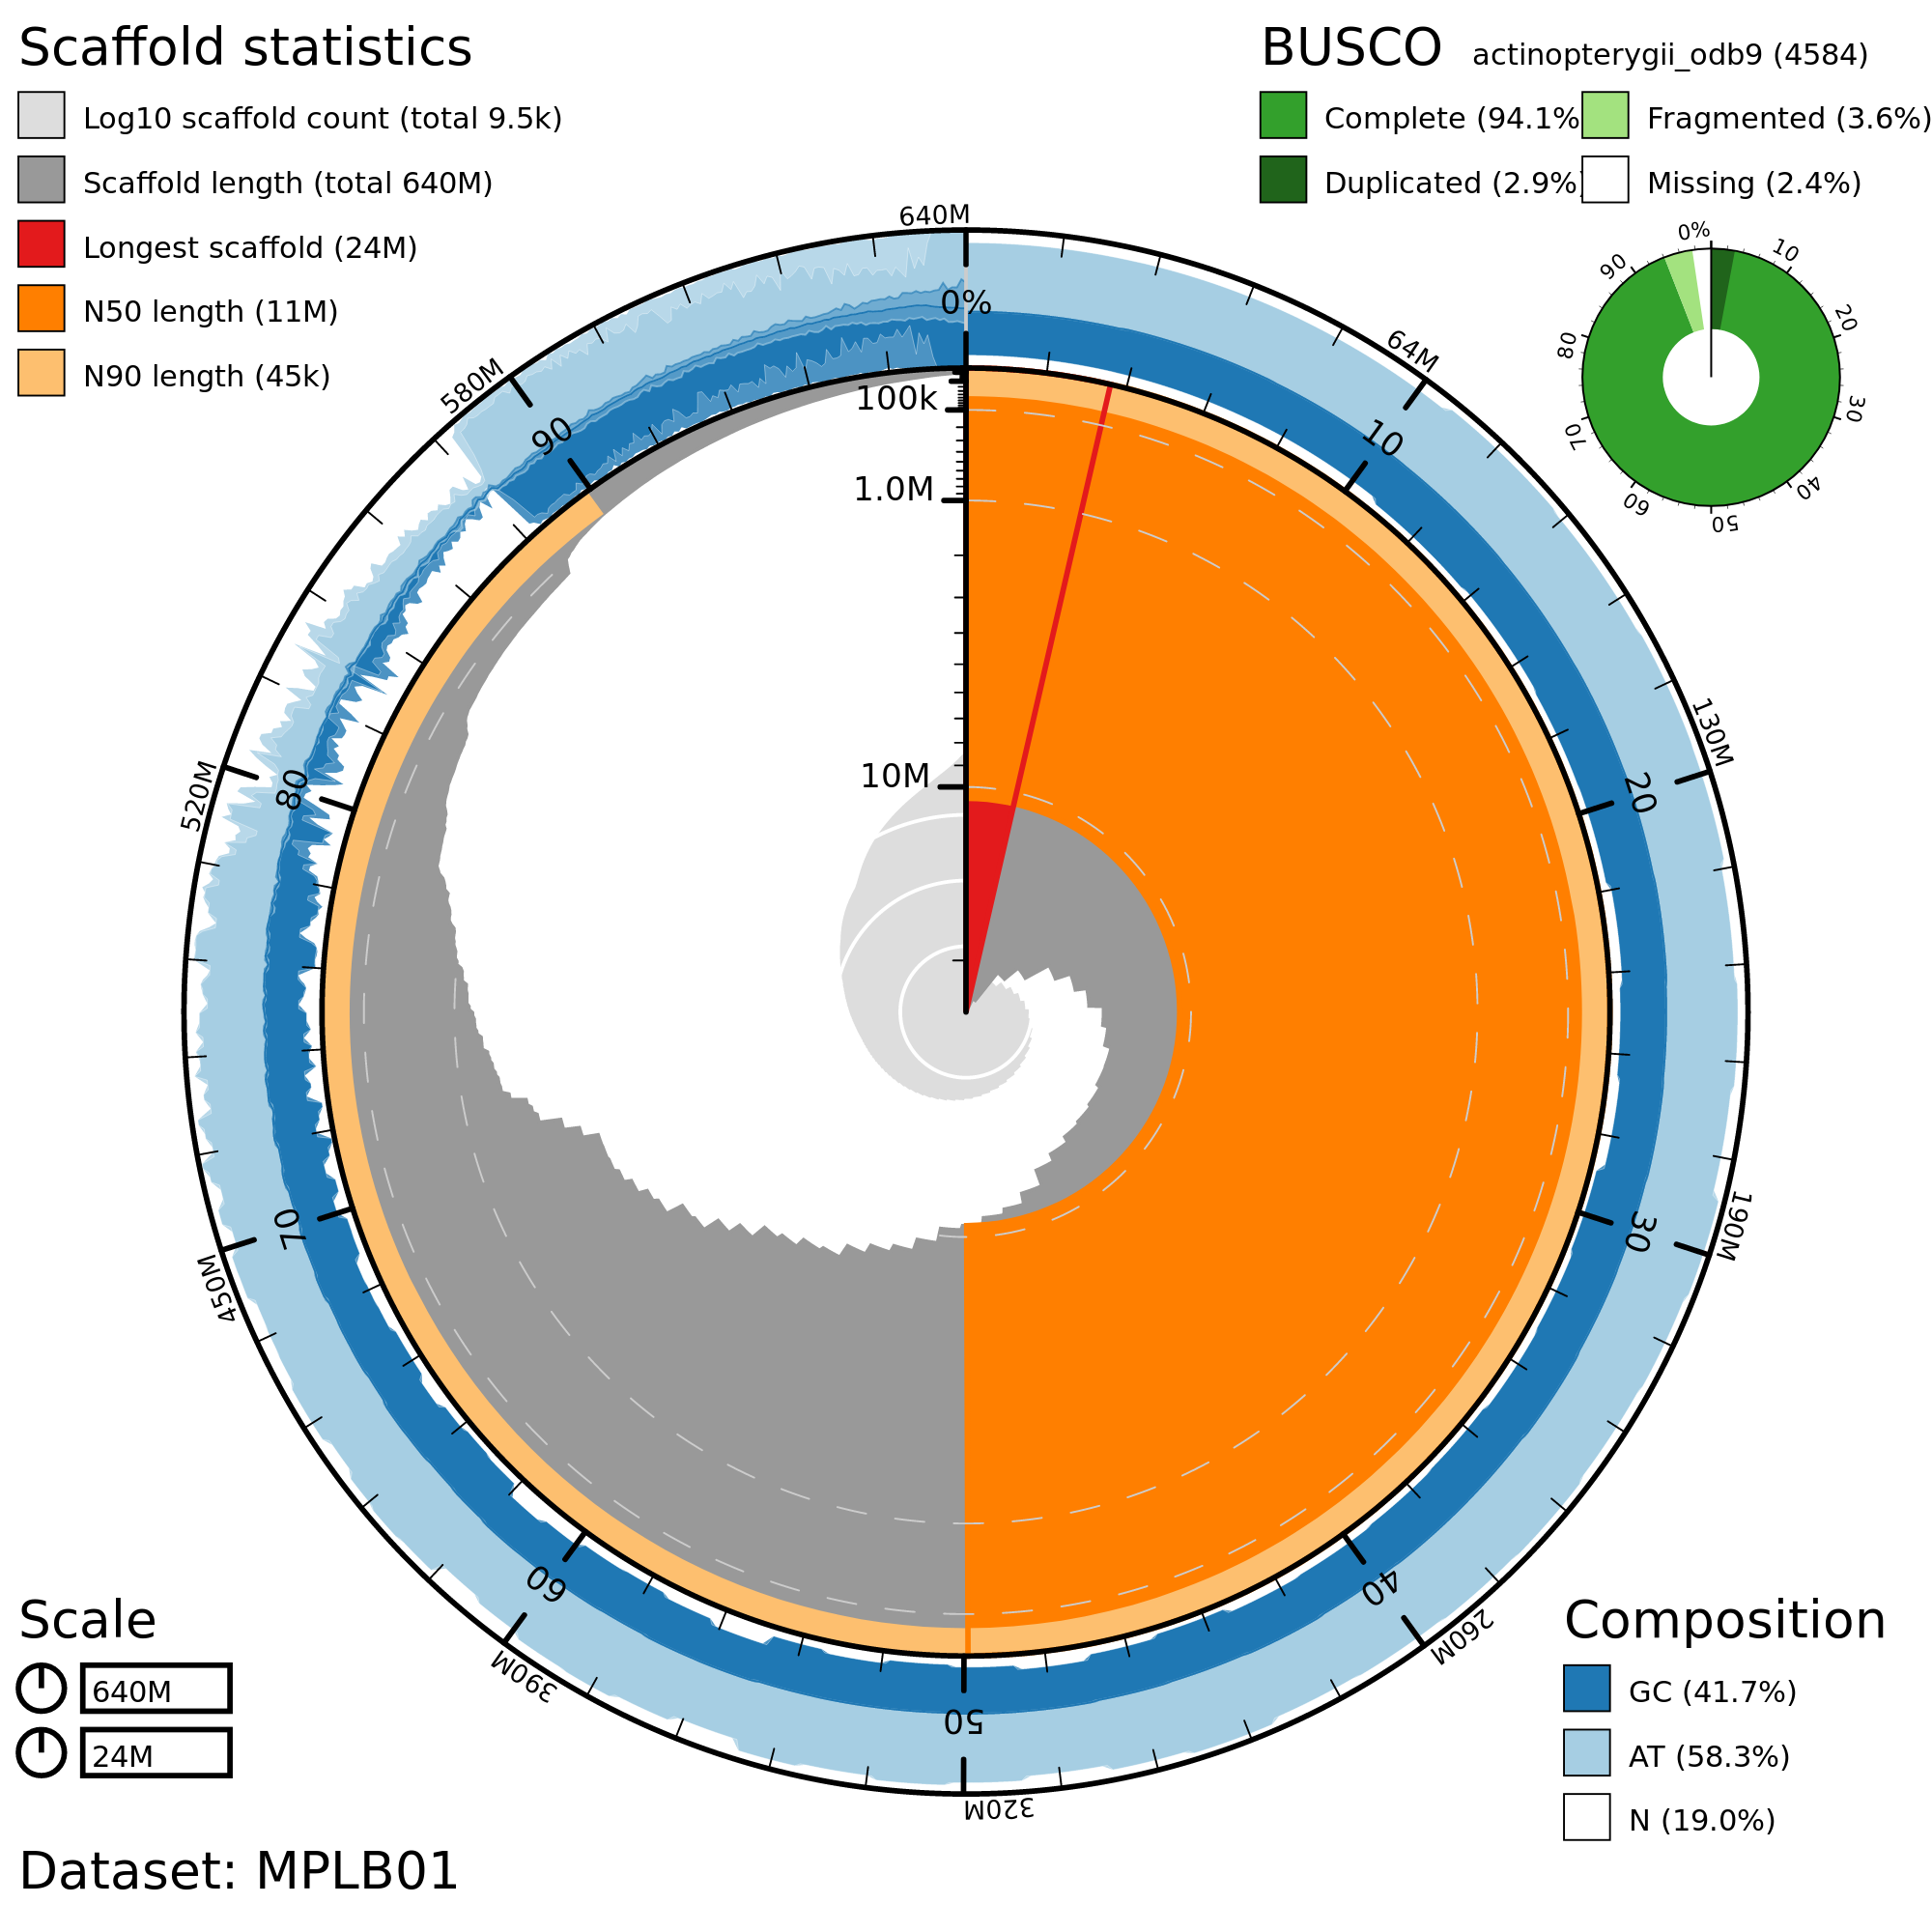 Scaffold statistics
Log10 scaffold count (total 9.5k)
Scaffold length (total 640M)
Longest scaffold (24M)
N50 length (11M)
N90 length (45k)
BUSCO actinopterygii_odb9 (4584)
Complete (94.1%
Fragmented (3.6%)
Duplicated (2.9%)
Missing (2.4%)
0%
10
20
30
40
50
60
70
80
90
640M
64M
130M
190M
260M
320M
390M
450M
520M
580M
0%
10
20
30
40
50
60
70
80
90
100k
1.0M
10M
Scale
640M
24M
Composition
GC (41.7%)
AT (58.3%)
N (19.0%)
Dataset: MPLB01